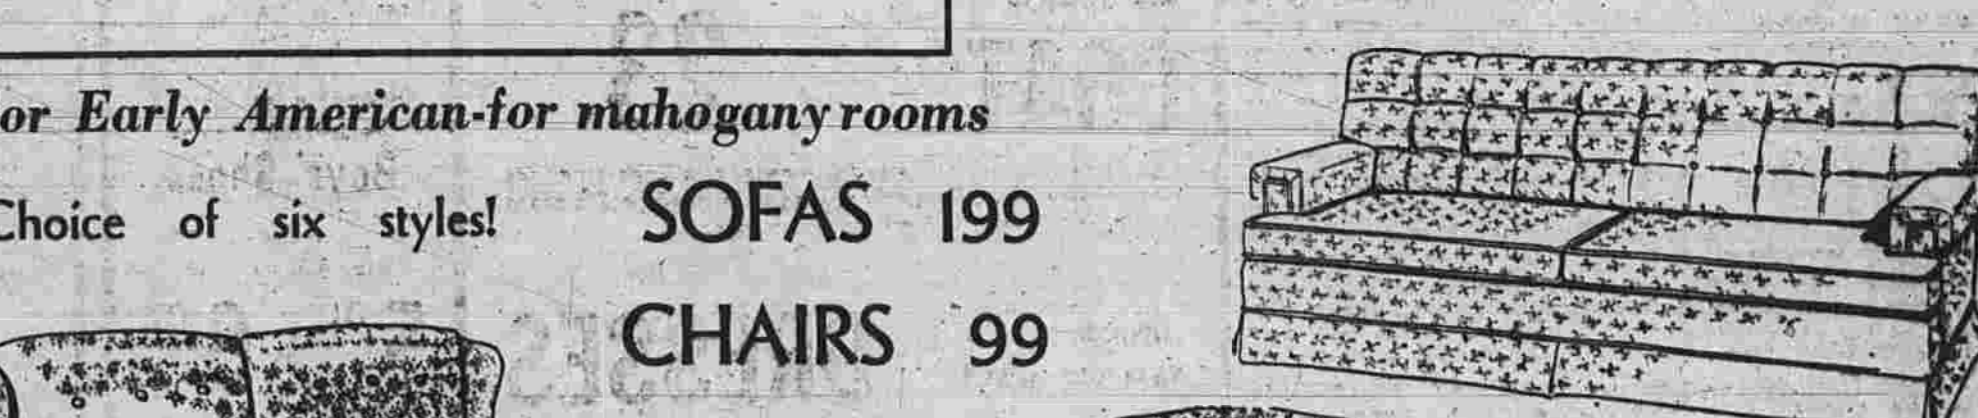 or Early American-for mahogany rooms
Choice of six styles!
SOFAS 199
CHAIRS 99